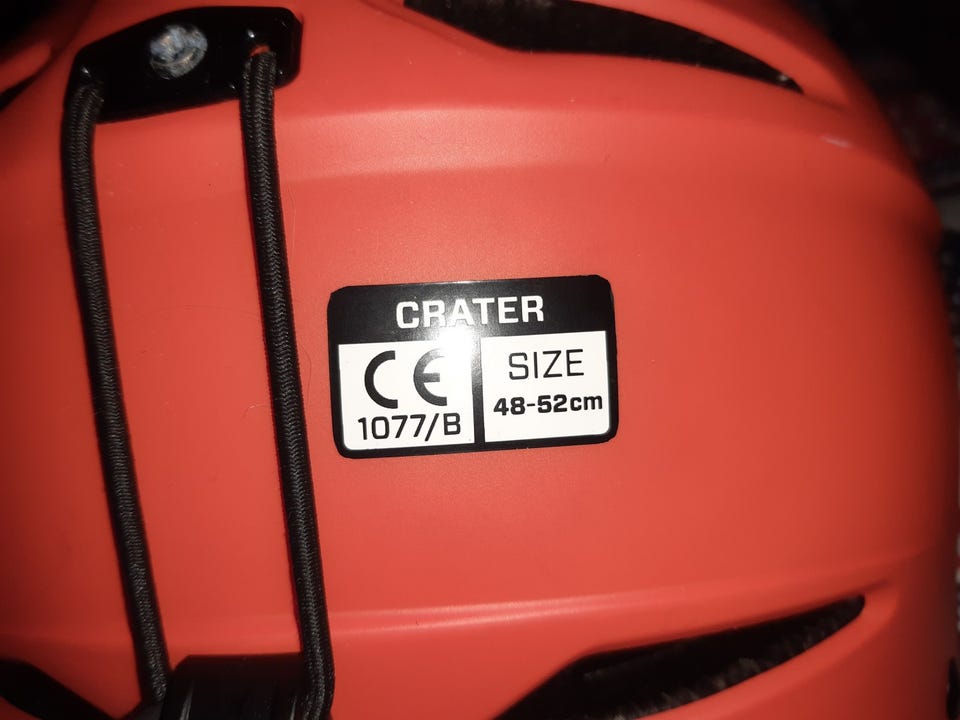 CRATER
CE
1077/B
SIZE
48-52cm